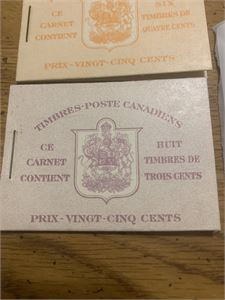 CE
CARNET
CONTIENT
SIX
TIMBRES DE
QUATRE CENTS
PRIX - VINGT - CINQ CENTS
TIMBRES-POSTE CANADIENS
CE
CARNET
CONTIENT
HUIT
TIMBRES DE
TROIS CENTS
PRIX - VINGT - CINQ CENTS